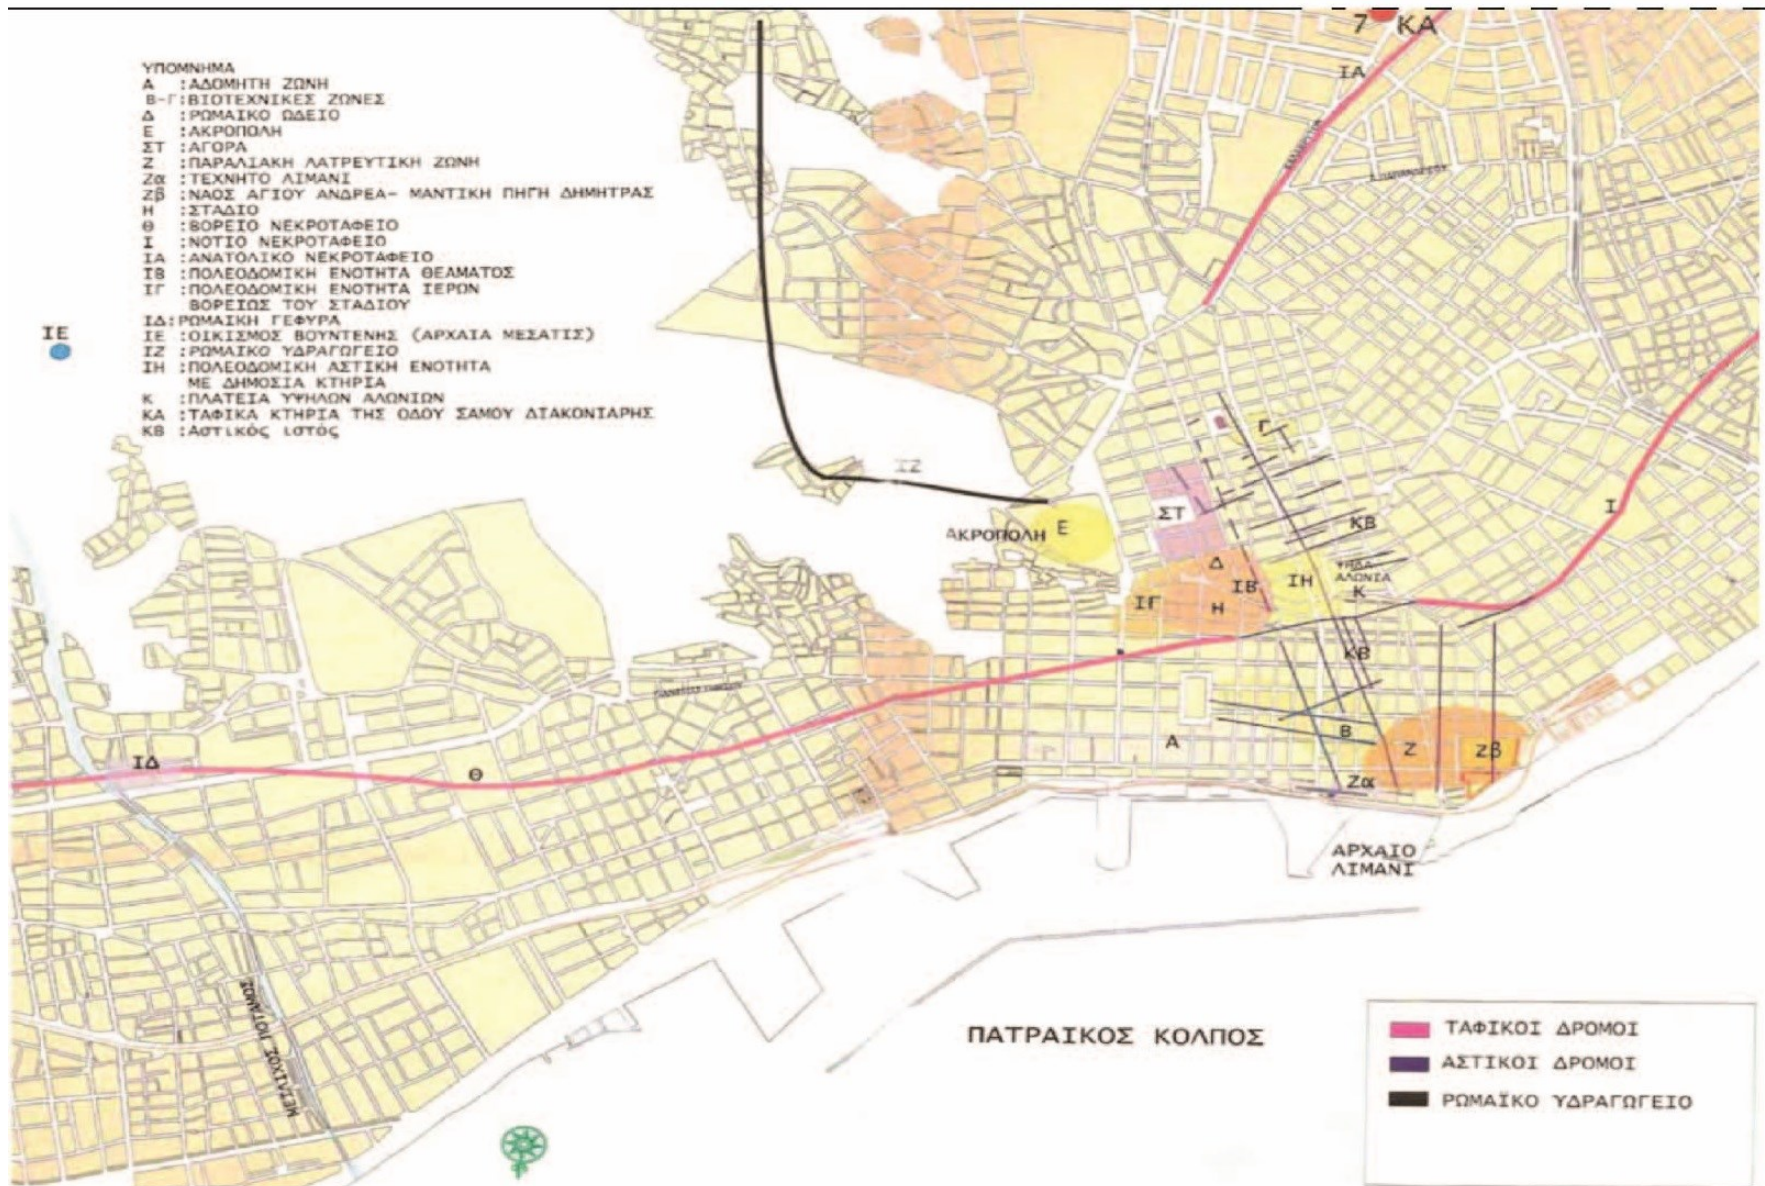 ΥΠΟΜΝΗΜΑ
Α :ΑΔΟΜΗΤΗ ΖΩΝΗ
Β-Γ:ΒΙΟΤΕΧΝΙΚΕΣ ΖΩΝΕΣ
Δ :ΡΩΜΑΙΚΟ ΩΔΕΙΟ
Ε :ΑΚΡΟΠΟΛΗ
ΣΤ :ΑΓΟΡΑ
Ζ :ΠΑΡΑΛΙΑΚΗ ΛΑΤΡΕΥΤΙΚΗ ΖΩΝΗ
Ζα :ΤΕΧΝΗΤΟ ΛΙΜΑΝΙ
Ζβ :ΝΑΟΣ ΑΓΙΟΥ ΑΝΔΡΕΑ- ΜΑΝΤΙΚΗ ΠΗΓΗ ΔΗΜΗΤΡΑΣ
Η :ΣΤΑΔΙΟ
Θ :ΒΟΡΕΙΟ ΝΕΚΡΟΤΑΦΕΙΟ
Ι :ΝΟΤΙΟ ΝΕΚΡΟΤΑΦΕΙΟ
ΙΑ :ΑΝΑΤΟΛΙΚΟ ΝΕΚΡΟΤΑΦΕΙΟ
ΙΒ :ΠΟΛΕΟΔΟΜΙΚΗ ΕΝΟΤΗΤΑ ΘΕΑΜΑΤΟΣ
ΙΓ :ΠΟΛΕΟΔΟΜΙΚΗ ΕΝΟΤΗΤΑ ΙΕΡΩΝ
ΒΟΡΕΙΩΣ ΤΟΥ ΣΤΑΔΙΟΥ
ΙΔ:ΡΩΜΑΙΚΗ ΓΕΦΥΡΑ
ΙΕ :ΟΙΚΙΣΜΟΣ ΒΟΥΝΤΕΝΗΣ (ΑΡΧΑΙΑ ΜΕΣΑΤΙΣ)
ΙΖ :ΡΩΜΑΙΚΟ ΥΔΡΑΓΩΓΕΙΟ
ΙΗ :ΠΟΛΕΟΔΟΜΙΚΗ ΑΣΤΙΚΗ ΕΝΟΤΗΤΑ
ΜΕ ΔΗΜΟΣΙΑ ΚΤΗΡΙΑ
Κ :ΠΛΑΤΕΙΑ ΥΨΗΛΩΝ ΑΛΩΝΙΩΝ
ΚΑ :ΤΑΦΙΚΑ ΚΤΗΡΙΑ ΤΗΣ ΟΔΟΥ ΣΑΜΟΥ ΔΙΑΚΟΝΙΑΡΗΣ
ΚΒ :Αστικός ιστός
7 ΚΑ
ΙΑ
ΙΕ
ΙΖ
Γ
ΑΚΡΟΠΟΛΗ Ε
ΣΤ
ΚΒ
Ι
Δ
ΙΒ
ΙΗ
ΨΗΛΑ
ΑΛΩΝΙΑ
Κ
ΙΓ
Η
ΚΒ
Α
Β
Ζ
Ζβ
Ζα
ΙΔ
Θ
ΑΡΧΑΙΟ
ΛΙΜΑΝΙ
ΜΕΙΛΙΧΟΣ ΠΟΤΑΜΟΣ
ΠΑΤΡΑΙΚΟΣ ΚΟΛΠΟΣ
ΤΑΦΙΚΟΙ ΔΡΟΜΟΙ
ΑΣΤΙΚΟΙ ΔΡΟΜΟΙ
ΡΩΜΑΪΚΟ ΥΔΡΑΓΩΓΕΙΟ